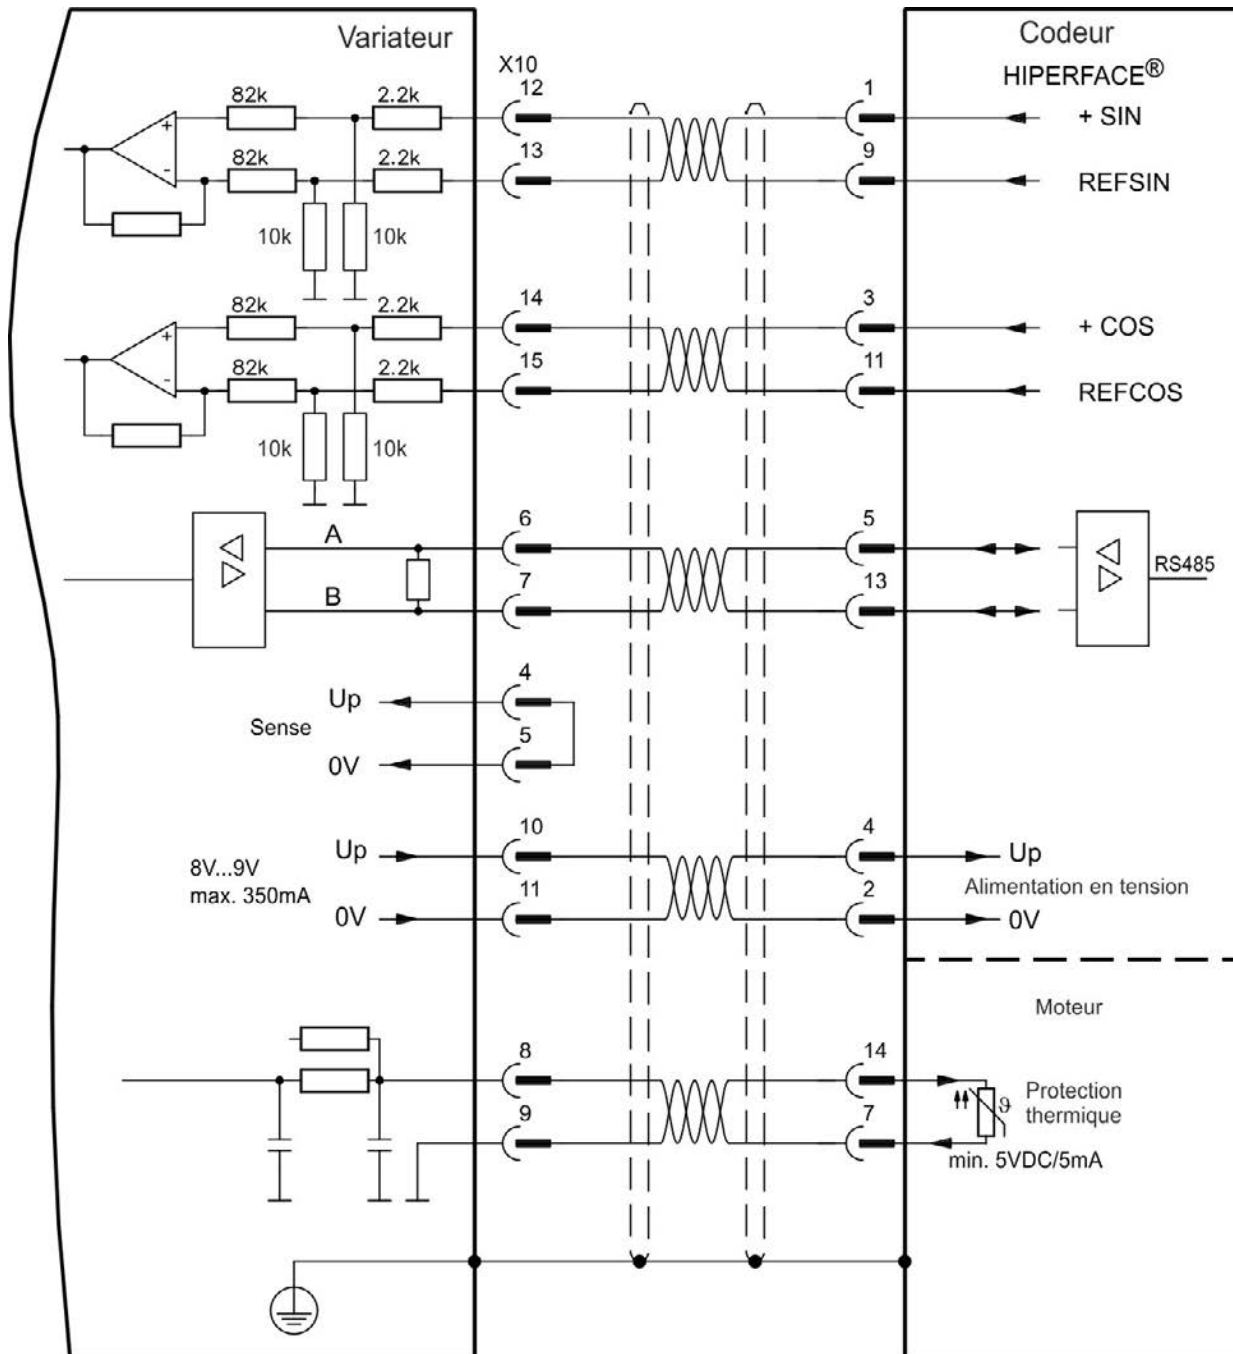 Variateur
Codeur
X10
HIPERFACE®
82k
2.2k
12
1
+ SIN
+
82k
2.2k
13
9
REFSIN
-
10k
10k
82k
2.2k
14
3
+ COS
+
82k
2.2k
15
11
REFCOS
-
10k
10k
A
6
5
RS485
B
7
13
Up
4
Sense
0V
5
8V...9V
max. 350mA
Up
10
4
Up
Alimentation en tension
0V
11
2
0V
Moteur
8
14
Protection
thermique
ϑ
9
7
min. 5VDC/5mA